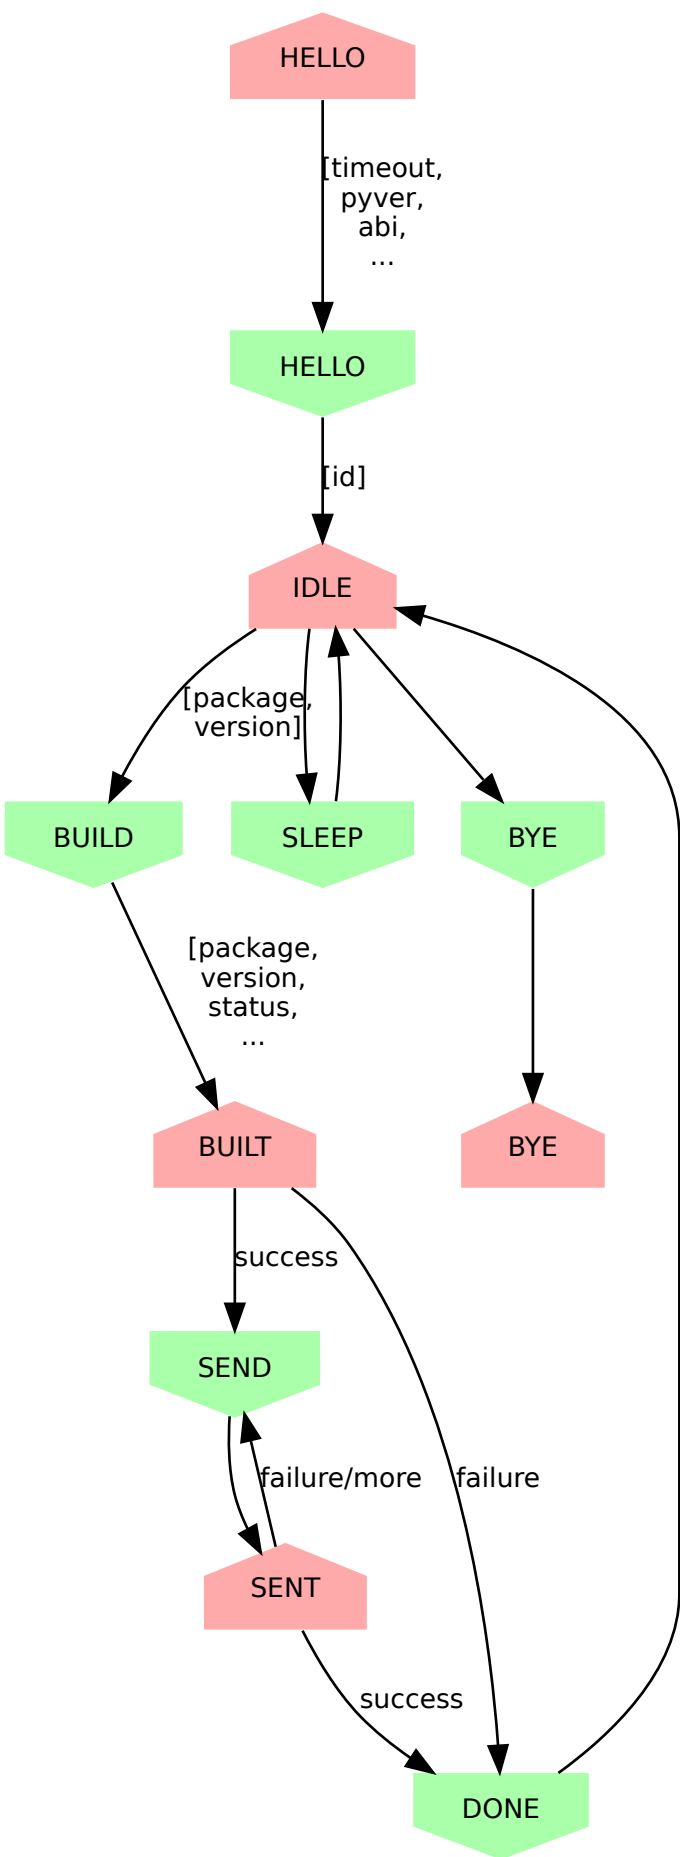 HELLO
[timeout,
pyver,
abi,
...
HELLO
[id]
IDLE
[package,
version]
BUILD
SLEEP
BYE
[package,
version,
status,
...
BUILT
BYE
success
SEND
failure/more
failure
SENT
success
DONE